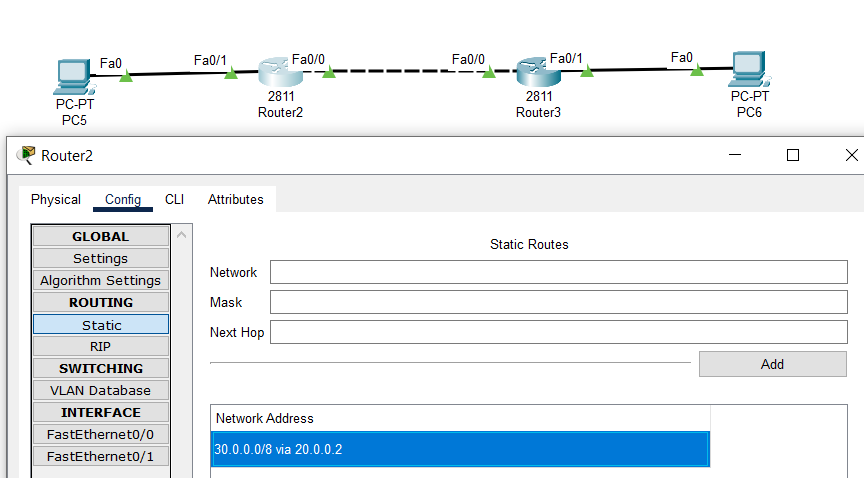 Fa0 Fa0/1 Fa0/0 Fa0/0 Fa0/1 Fa0
PC-PT 2811 2811 PC-PT
PC5 Router2 Router3 PC6
Router2
Physical Config CLI Attributes
GLOBAL
Settings
Algorithm Settings
ROUTING
Static
RIP
SWITCHING
VLAN Database
INTERFACE
FastEthernet0/0
FastEthernet0/1
Static Routes
Network
Mask
Next Hop
Add
Network Address
30.0.0.0/8 via 20.0.0.2